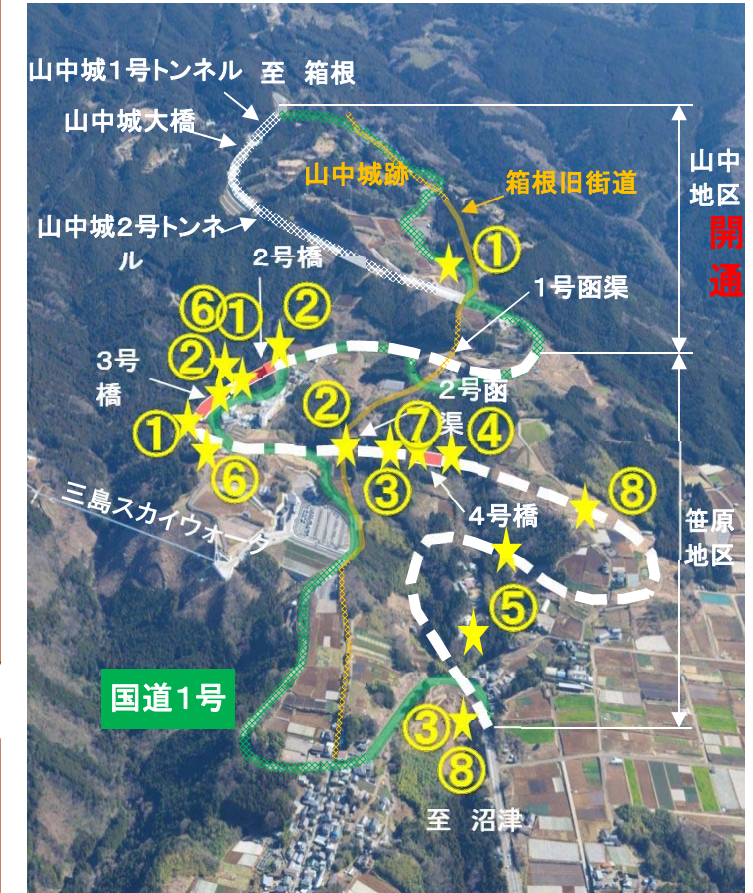 山中城1号トンネル
至 箱根
山中城大橋
山中城跡
箱根旧街道
山中
地区
開
通
山中城2号トンネ
ル
2号橋
①
1号函渠
⑥
①
②
②
3号
橋
①
②
2号函
渠
⑦
④
⑥
③
4号橋
⑧
三島スカイウォーク
笹原
地区
⑤
国道1号
③
⑧
至 沼津